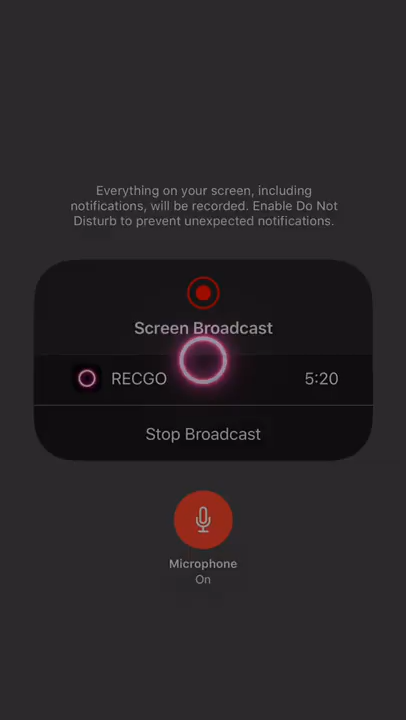 Everything on your screen, including
notifications, will be recorded. Enable Do Not
Disturb to prevent unexpected notifications.
Screen Broadcast
RECGO 5:20
Stop Broadcast
Microphone
On